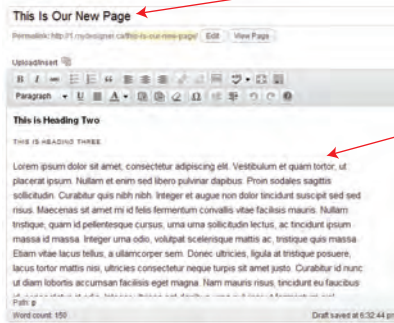 This Is Our New Page
Permalink: http://1.mydesigner.ca/this-is-our-new-page/ Edit View Page
Upload/Insert
B I
Paragraph U A
This is Heading Two
THIS IS HEADING THREE
Lorem ipsum dolor sit amet, consectetur adipiscing elit. Vestibulum et quam tortor, ut
placerat ipsum. Nullam et enim sed libero pulvinar dapibus. Proin sodales sagittis
sollicitudin. Curabitur quis nibh nibh. Integer et augue non dolor tincidunt suscipit sed sed
risus. Maecenas sit amet mi id felis fermentum convallis vitae facilisis mauris. Nullam
tristique, quam id pellentesque cursus, urna urna sollicitudin lectus, ac tincidunt ipsum
massa id massa. Integer urna odio, volutpat scelerisque mattis ac, tristique quis massa.
Etiam vitae lacus tellus, a ullamcorper sem. Donec ultricies, ligula at tristique posuere,
lacus tortor mattis nisi, ultricies consectetur neque turpis sit amet justo. Curabitur id nunc
ut diam lobortis accumsan facilisis eget magna. Nam mauris risus, tincidunt eu faucibus
Path: p
Word count: 150 Draft saved at 6:32:44 pm